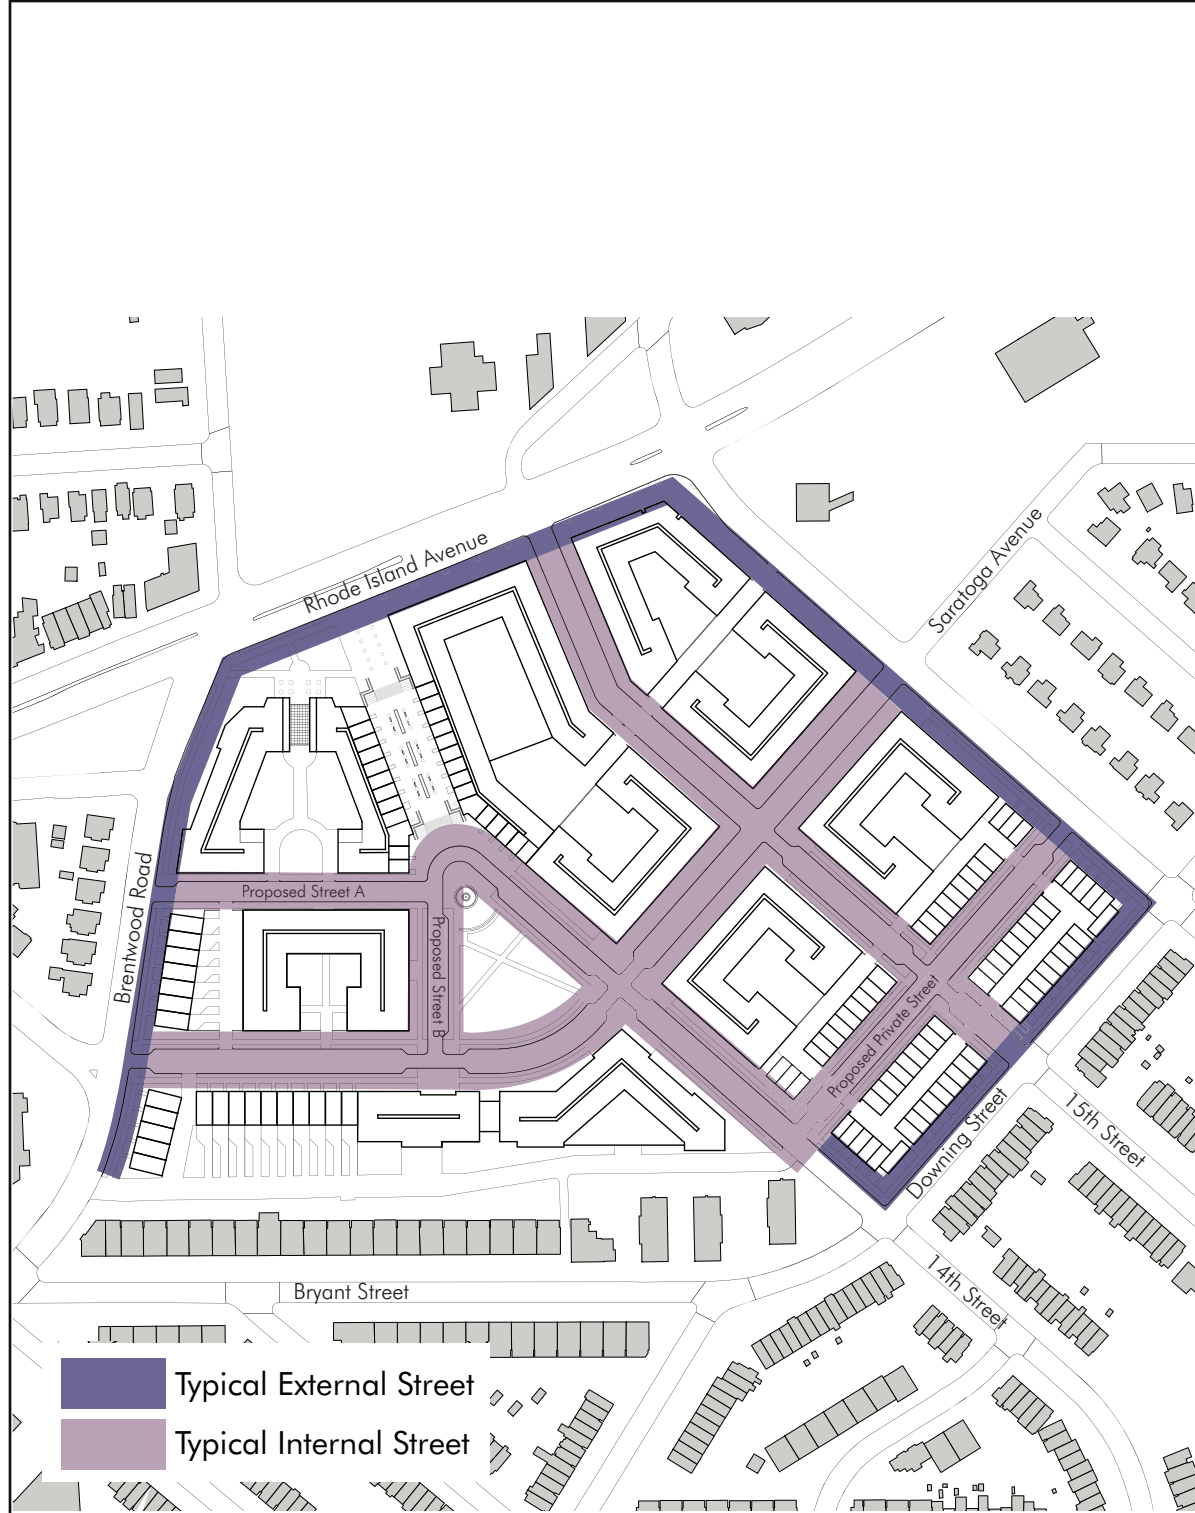 Rhode Island Avenue
Saratoga Avenue
Brentwood Road
Proposed Street A
Proposed Street B
Proposed Private Street
Downing Street
15th Street
14th Street
Bryant Street
Typical External Street
Typical Internal Street